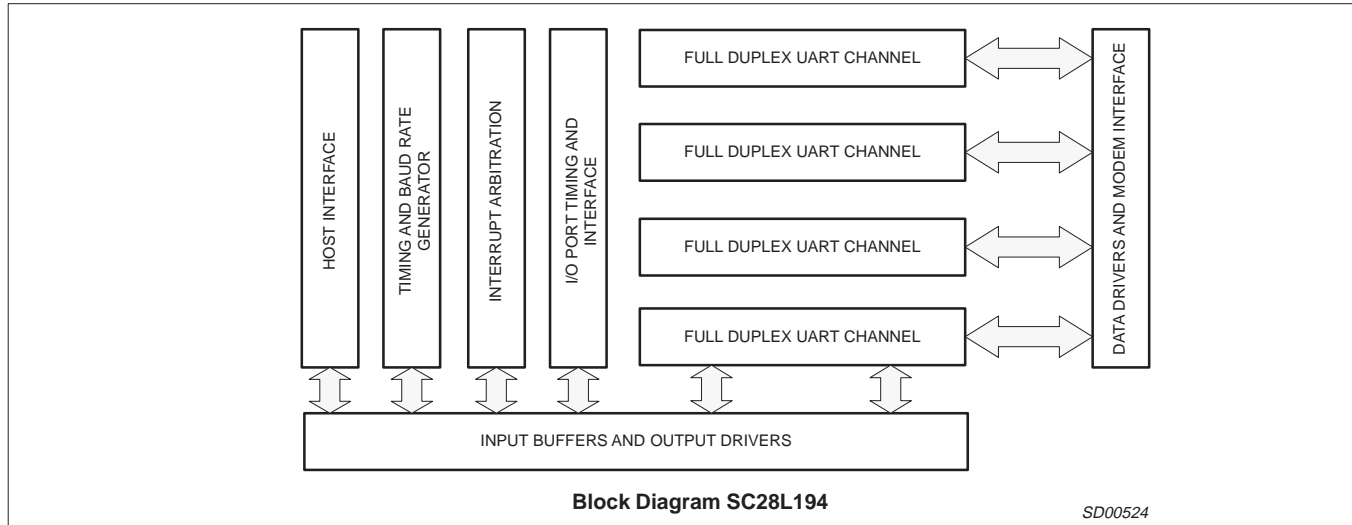 HOST INTERFACE
TIMING AND BAUD RATE
GENERATOR
INTERRUPT ARBITRATION
I/O PORT TIMING AND
INTERFACE
FULL DUPLEX UART CHANNEL
FULL DUPLEX UART CHANNEL
FULL DUPLEX UART CHANNEL
FULL DUPLEX UART CHANNEL
DATA DRIVERS AND MODEM INTERFACE
INPUT BUFFERS AND OUTPUT DRIVERS
Block Diagram SC28L194
SD00524